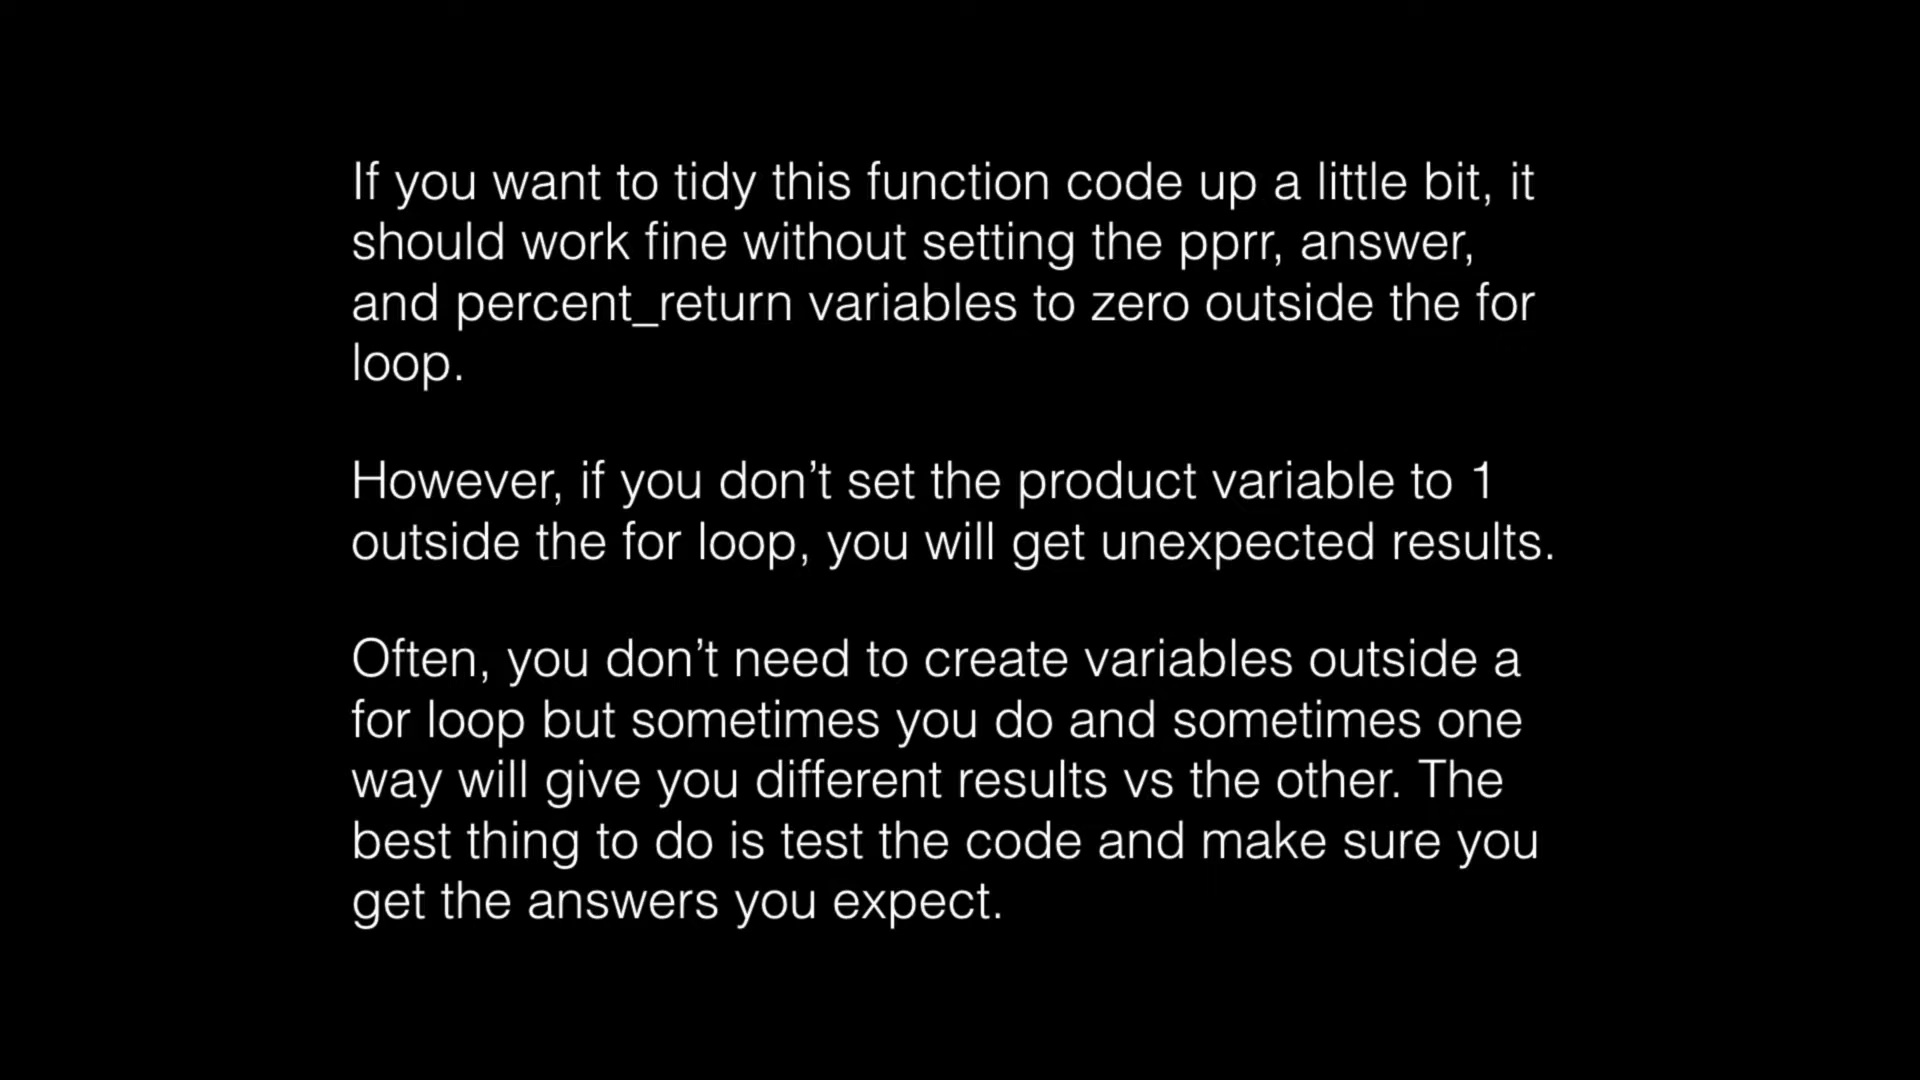 If you want to tidy this function code up a little bit, it
should work fine without setting the pprr, answer,
and percent_return variables to zero outside the for
loop.
However, if you don’t set the product variable to 1
outside the for loop, you will get unexpected results.
Often, you don’t need to create variables outside a
for loop but sometimes you do and sometimes one
way will give you different results vs the other. The
best thing to do is test the code and make sure you
get the answers you expect.